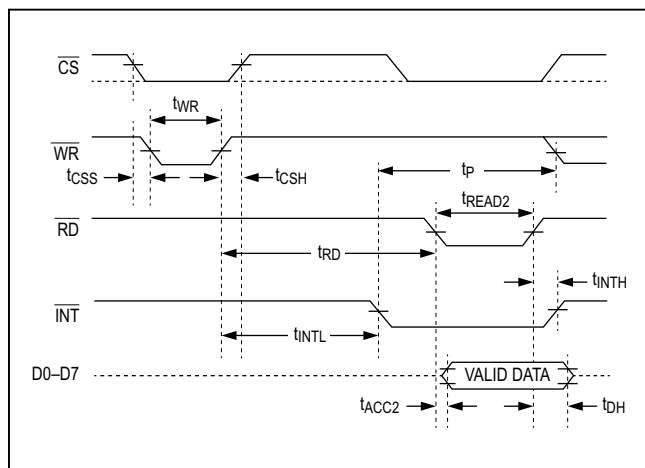 CS
tWR
WR
tCSS
tCSH
tP
tREAD2
RD
tRD
tINTH
INT
tINTL
D0–D7
VALID DATA
tACC2
tDH